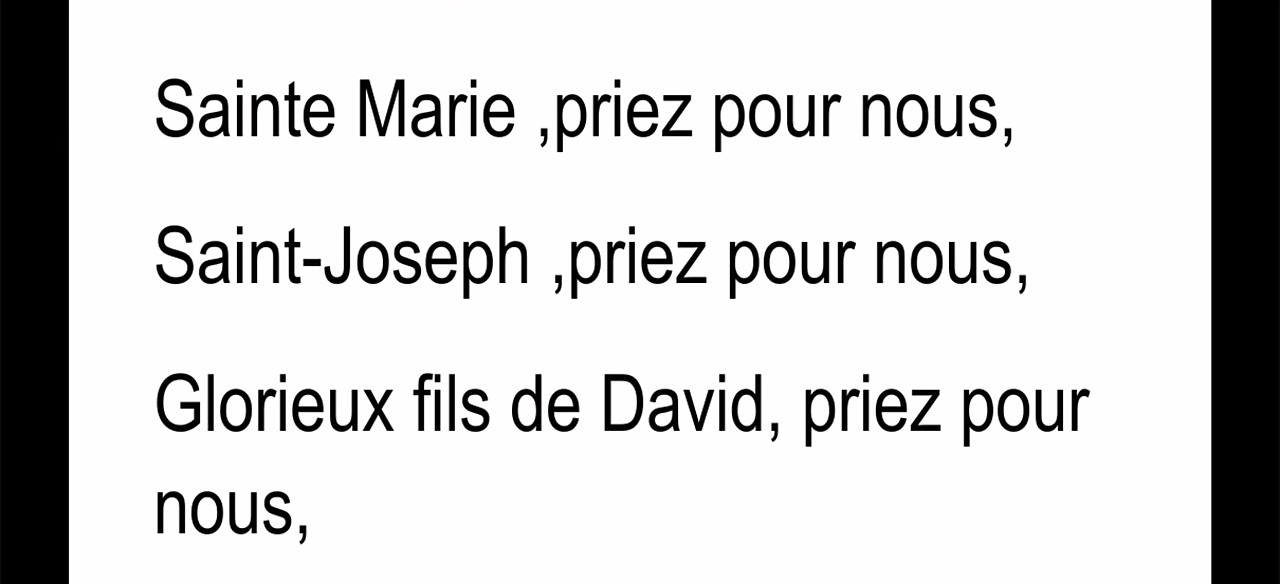 Sainte Marie ,priez pour nous,
Saint-Joseph ,priez pour nous,
Glorieux fils de David, priez pour
nous,